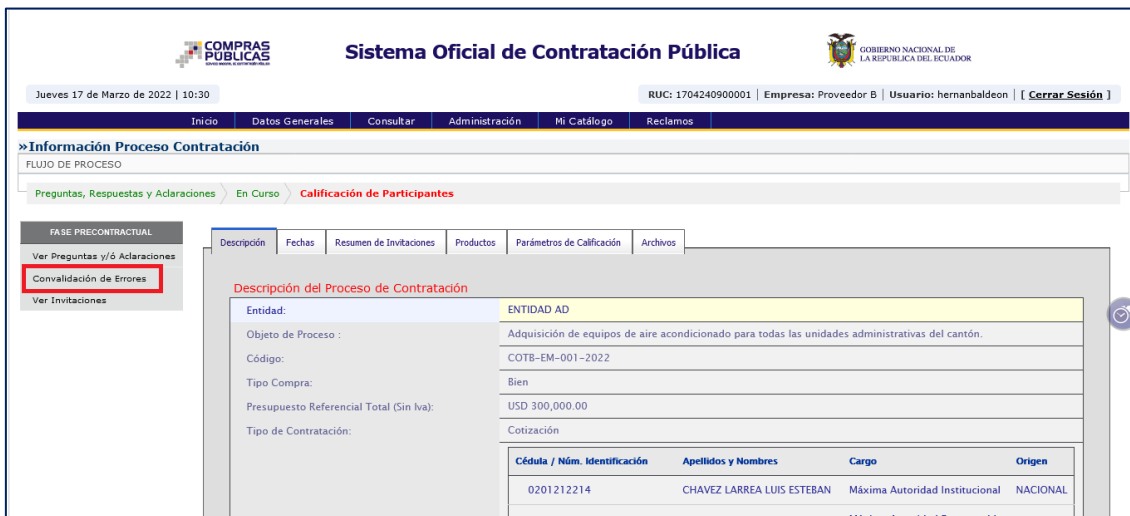 COMPRAS
PÚBLICAS
Sistema Oficial de Contratación Pública
GOBIERNO NACIONAL DE
LA REPUBLICA DEL ECUADOR
Jueves 17 de Marzo de 2022 | 10:30
RUC: 1704240900001 | Empresa: Proveedor B | Usuario: hernanbaldeon | [ Cerrar Sesión ]
Inicio Datos Generales Consultar Administración Mi Catálogo Reclamos
»Información Proceso Contratación
FLUJO DE PROCESO
Preguntas, Respuestas y Aclaraciones En Curso Calificación de Participantes
FASE PRECONTRACTUAL
Ver Preguntas y/ó Aclaraciones
Convalidación de Errores
Ver Invitaciones
Descripción Fechas Resumen de Invitaciones Productos Parámetros de Calificación Archivos
Descripción del Proceso de Contratación
Entidad: ENTIDAD AD
Objeto de Proceso : Adquisición de equipos de aire acondicionado para todas las unidades administrativas del cantón.
Código: COTB-EM-001-2022
Tipo Compra: Bien
Presupuesto Referencial Total (Sin Iva): USD 300,000.00
Tipo de Contratación: Cotización
Cédula / Núm. Identificación Apellidos y Nombres Cargo Origen
0201212214 CHAVEZ LARREA LUIS ESTEBAN Máxima Autoridad Institucional NACIONAL